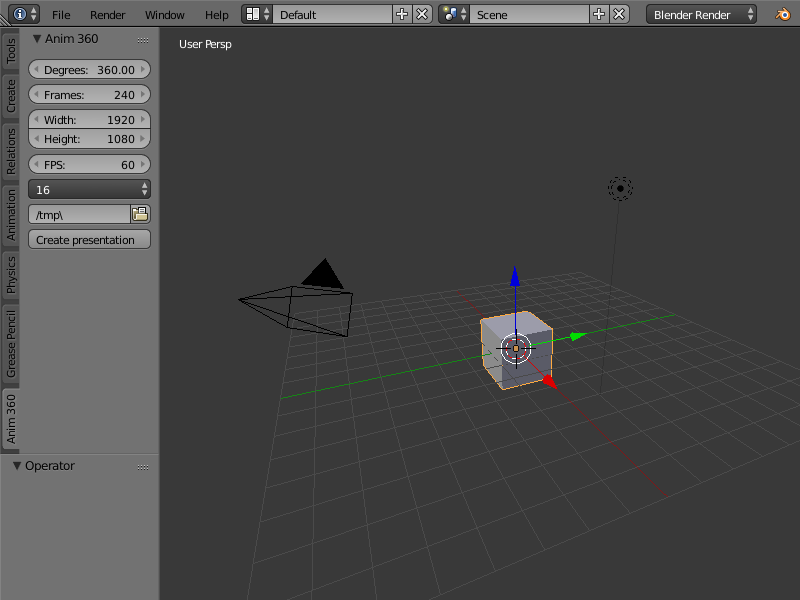 File Render Window Help Default Scene Blender Render
Tools
Create
Relations
Animation
Physics
Grease Pencil
Anim 360
Anim 360
Degrees: 360.00
Frames: 240
Width: 1920
Height: 1080
FPS: 60
16
/tmp\
Create presentation
Operator
User Persp